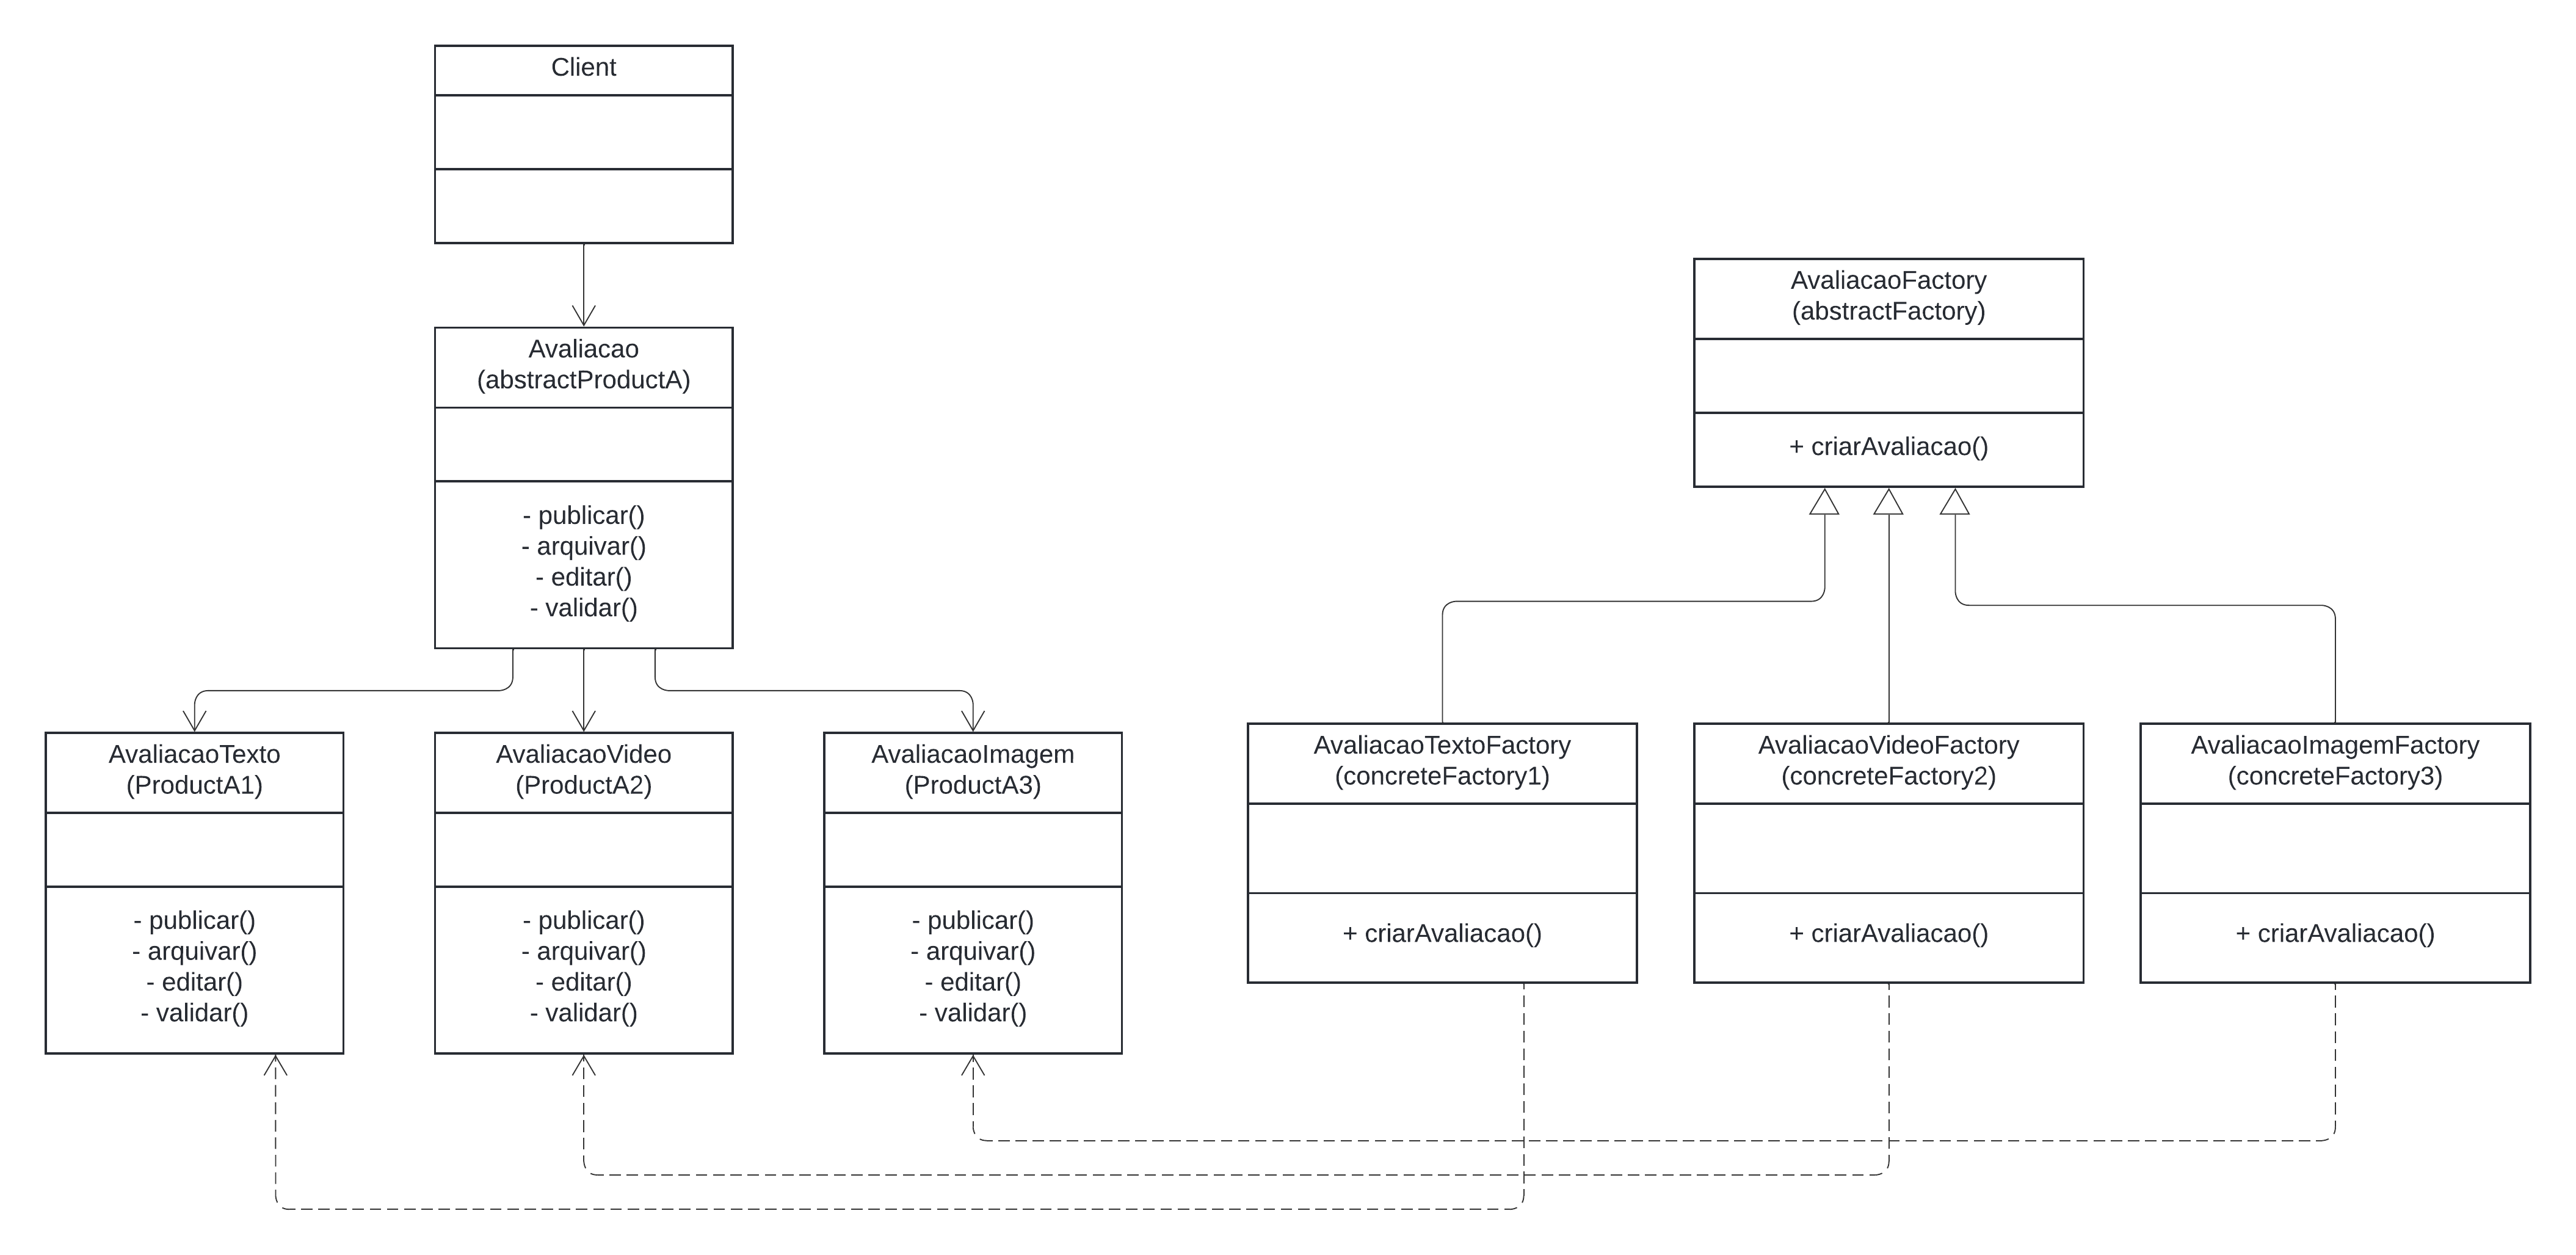 Client
Avaliacao
(abstractProductA)
- publicar()
- arquivar()
- editar()
- validar()
AvaliacaoFactory
(abstractFactory)
+ criarAvaliacao()
AvaliacaoTexto
(ProductA1)
- publicar()
- arquivar()
- editar()
- validar()
AvaliacaoVideo
(ProductA2)
- publicar()
- arquivar()
- editar()
- validar()
AvaliacaoImagem
(ProductA3)
- publicar()
- arquivar()
- editar()
- validar()
AvaliacaoTextoFactory
(concreteFactory1)
+ criarAvaliacao()
AvaliacaoVideoFactory
(concreteFactory2)
+ criarAvaliacao()
AvaliacaoImagemFactory
(concreteFactory3)
+ criarAvaliacao()